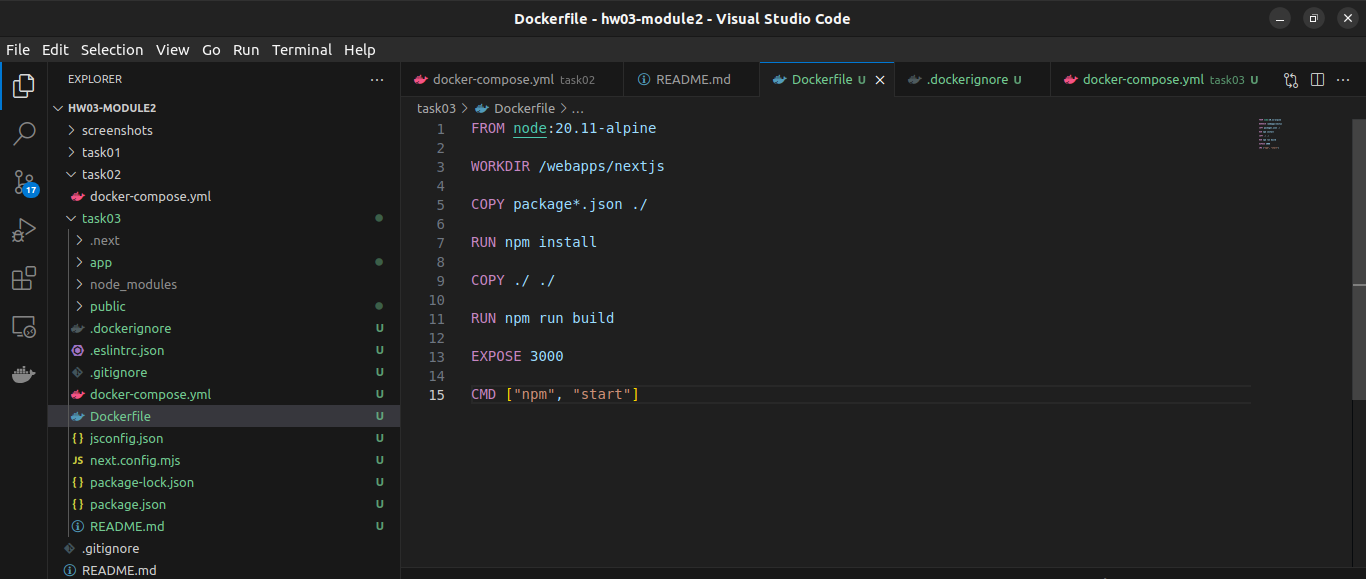 Dockerfile - hw03-module2 - Visual Studio Code
File Edit Selection View Go Run Terminal Help
EXPLORER
HW03-MODULE2
screenshots
task01
task02
docker-compose.yml
task03
.next
app
node_modules
public
.dockerignore U
.eslintrc.json U
.gitignore U
docker-compose.yml U
Dockerfile U
jsconfig.json U
JS next.config.mjs U
package-lock.json U
package.json U
README.md U
.gitignore
README.md
17
docker-compose.yml task02
README.md
Dockerfile U
.dockerignore U
docker-compose.yml task03 U
task03 > Dockerfile > ...
1 FROM node:20.11-alpine
2
3 WORKDIR /webapps/nextjs
4
5 COPY package*.json ./
6
7 RUN npm install
8
9 COPY ./ ./
10
11 RUN npm run build
12
13 EXPOSE 3000
14
15 CMD ["npm", "start"]